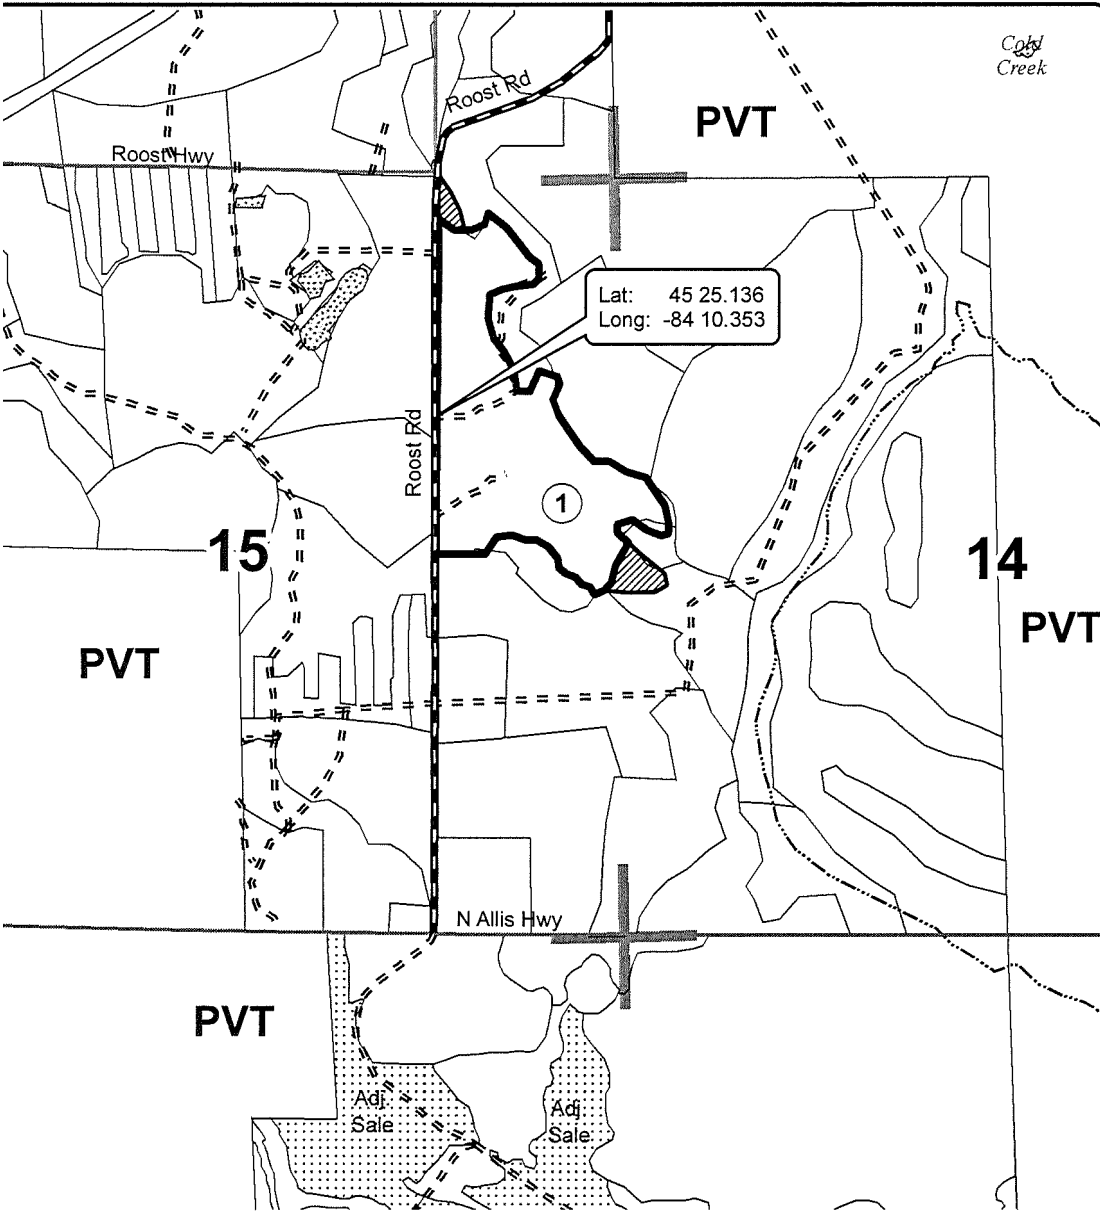 Cold
Creek
Roost Rd
PVT
Roost Hwy
Lat: 45 25.136
Long: -84 10.353
Roost Rd
1
15
14
PVT
PVT
N Allis Hwy
PVT
Adj.
Sale
Adj.
Sale